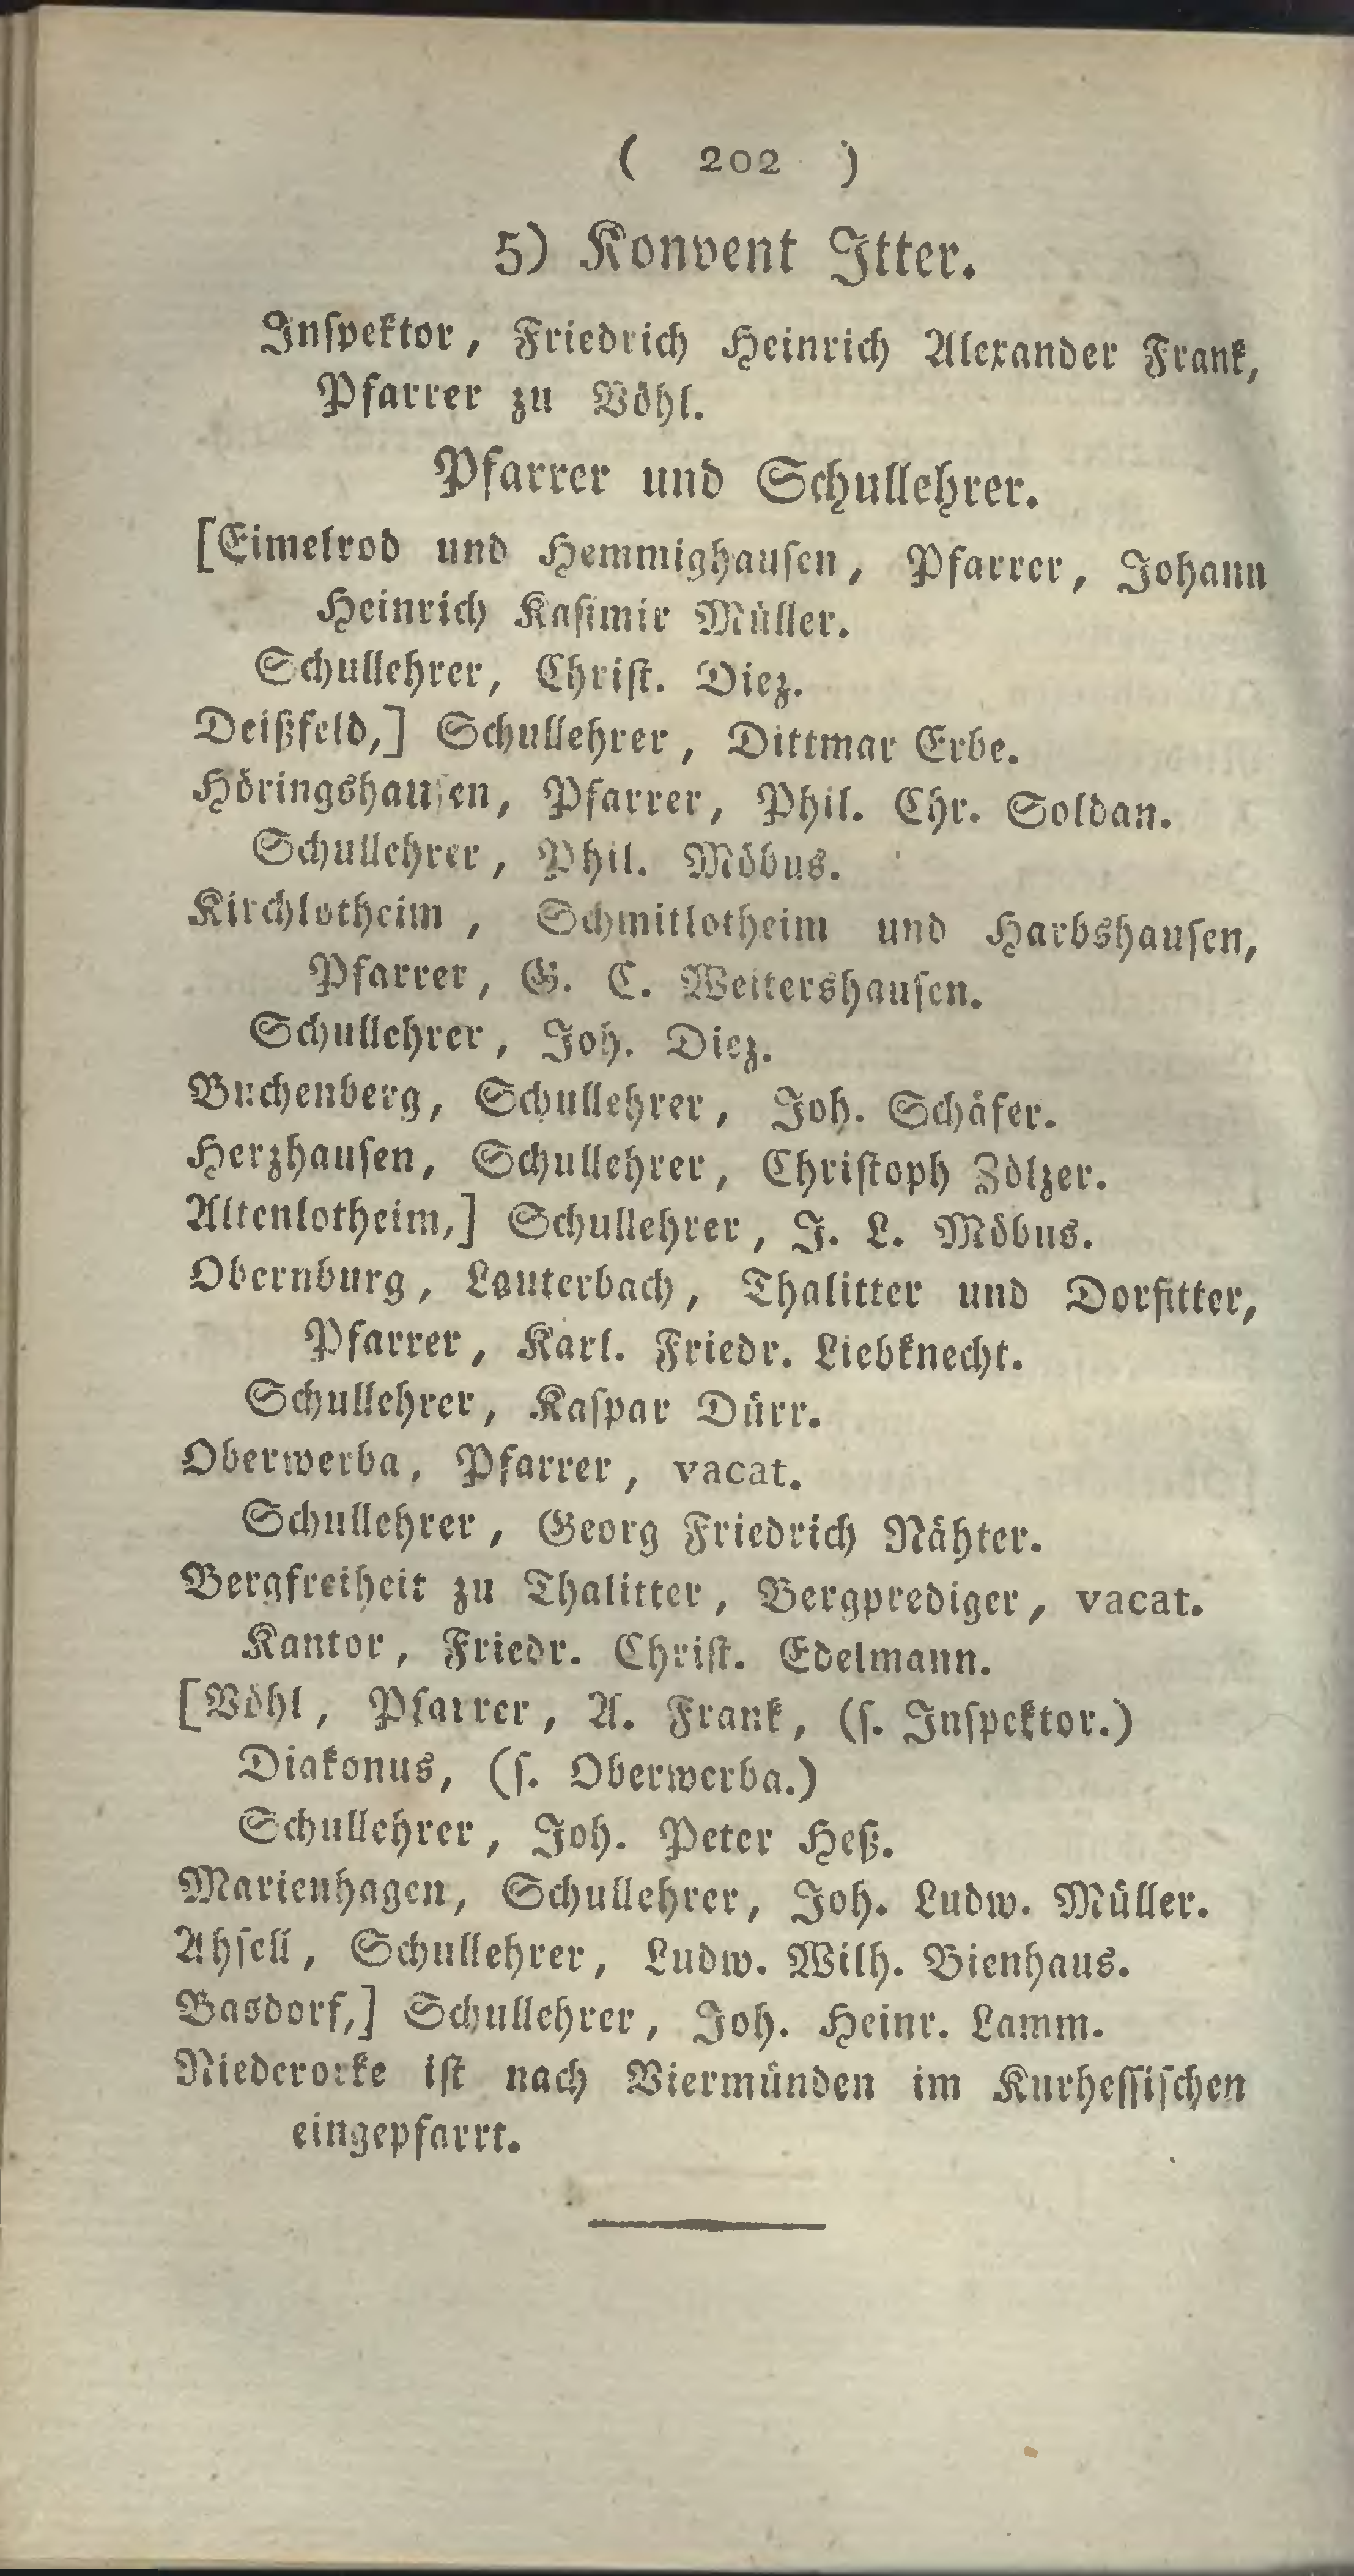 ( 202 )
5) Konvent Itter.
Inſpektor, Friedrich Heinrich Alexander Frank,
Pfarrer zu Vöhl.
Pfarrer und Schullehrer.
[Eimelrod und Hemmighauſen, Pfarrer, Johann
Heinrich Kaſimir Müller.
Schullehrer, Chriſt. Diez.
Deißfeld,] Schullehrer, Dittmar Erbe.
Höringshauſen, Pfarrer, Phil. Chr. Soldan.
Schullehrer, Phil. Möbus.
Kirchlotheim, Schmitlotheim und Harbshauſen,
Pfarrer, G. C. Weitershauſen.
Schullehrer, Joh. Diez.
Buchenberg, Schullehrer, Joh. Schäfer.
Herzhauſen, Schullehrer, Chriſtoph Zölzer.
Altenlotheim,] Schullehrer, J. L. Möbus.
Obernburg, Lauterbach, Thalitter und Dorfitter,
Pfarrer, Karl. Friedr. Liebknecht.
Schullehrer, Kaſpar Dürr.
Oberwerba, Pfarrer, vacat.
Schullehrer, Georg Friedrich Nähter.
Bergfreiheit zu Thalitter, Bergprediger, vacat.
Kantor, Friedr. Chriſt. Edelmann.
[Vöhl, Pfarrer, A. Frank, (ſ. Inſpektor.)
Diakonus, (ſ. Oberwerba.)
Schullehrer, Joh. Peter Heß.
Marienhagen, Schullehrer, Joh. Ludw. Müller.
Ahſell, Schullehrer, Ludw. Wilh. Bienhaus.
Basdorf,] Schullehrer, Joh. Heinr. Lamm.
Niederorke iſt nach Viermünden im Kurheſſiſchen
eingepfarrt.